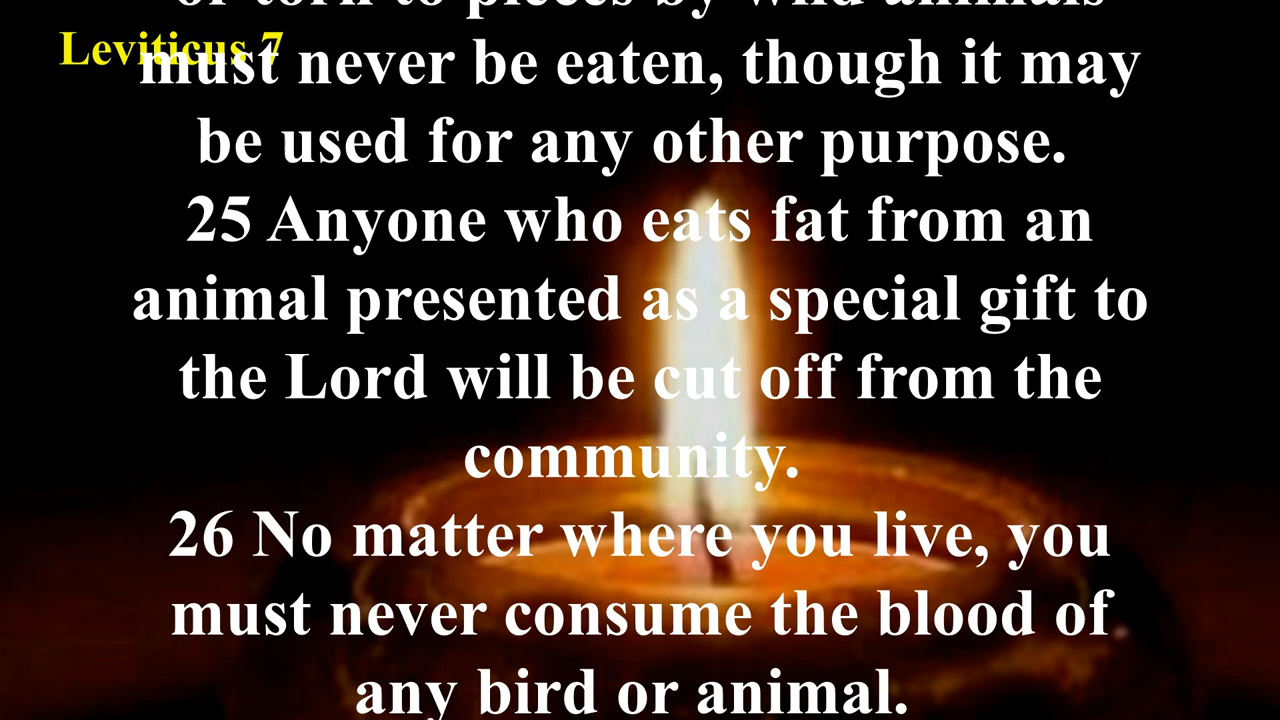 or torn to pieces by wild animals
Leviticus 7
must never be eaten, though it may
be used for any other purpose.
25 Anyone who eats fat from an
animal presented as a special gift to
the Lord will be cut off from the
community.
26 No matter where you live, you
must never consume the blood of
any bird or animal.